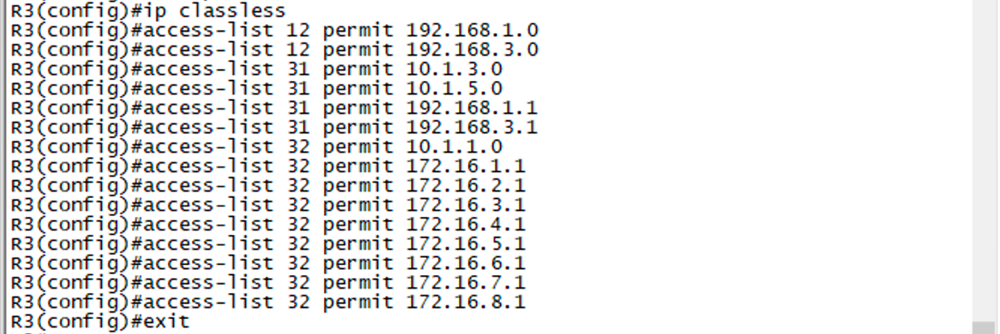 R3(config)#ip classless
R3(config)#access-list 12 permit 192.168.1.0
R3(config)#access-list 12 permit 192.168.3.0
R3(config)#access-list 31 permit 10.1.3.0
R3(config)#access-list 31 permit 10.1.5.0
R3(config)#access-list 31 permit 192.168.1.1
R3(config)#access-list 31 permit 192.168.3.1
R3(config)#access-list 32 permit 10.1.1.0
R3(config)#access-list 32 permit 172.16.1.1
R3(config)#access-list 32 permit 172.16.2.1
R3(config)#access-list 32 permit 172.16.3.1
R3(config)#access-list 32 permit 172.16.4.1
R3(config)#access-list 32 permit 172.16.5.1
R3(config)#access-list 32 permit 172.16.6.1
R3(config)#access-list 32 permit 172.16.7.1
R3(config)#access-list 32 permit 172.16.8.1
R3(config)#exit